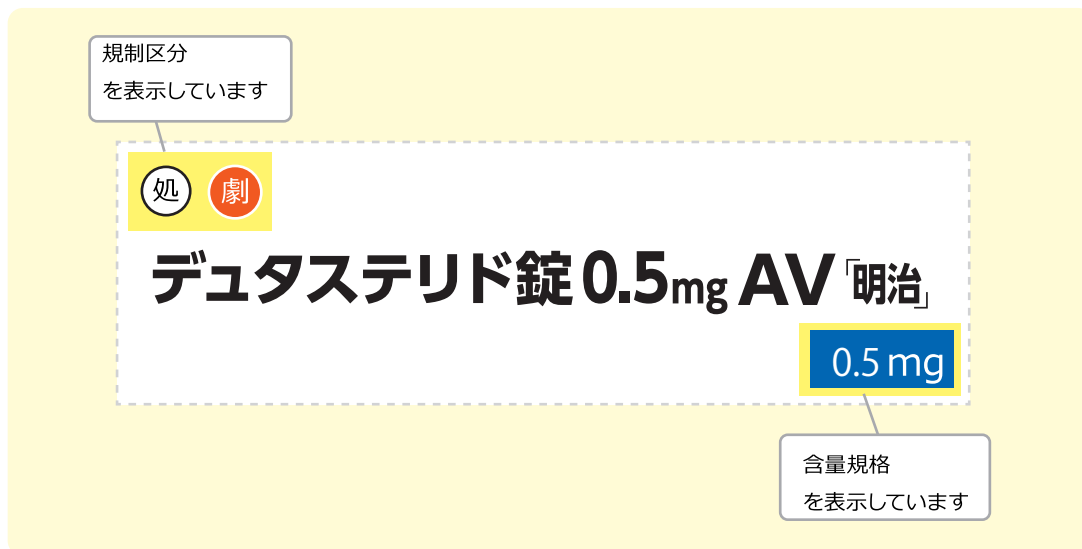 規制区分
を表示しています
処 劇
デュタステリド錠0.5mg AV「明治」
0.5mg
含量規格
を表示しています